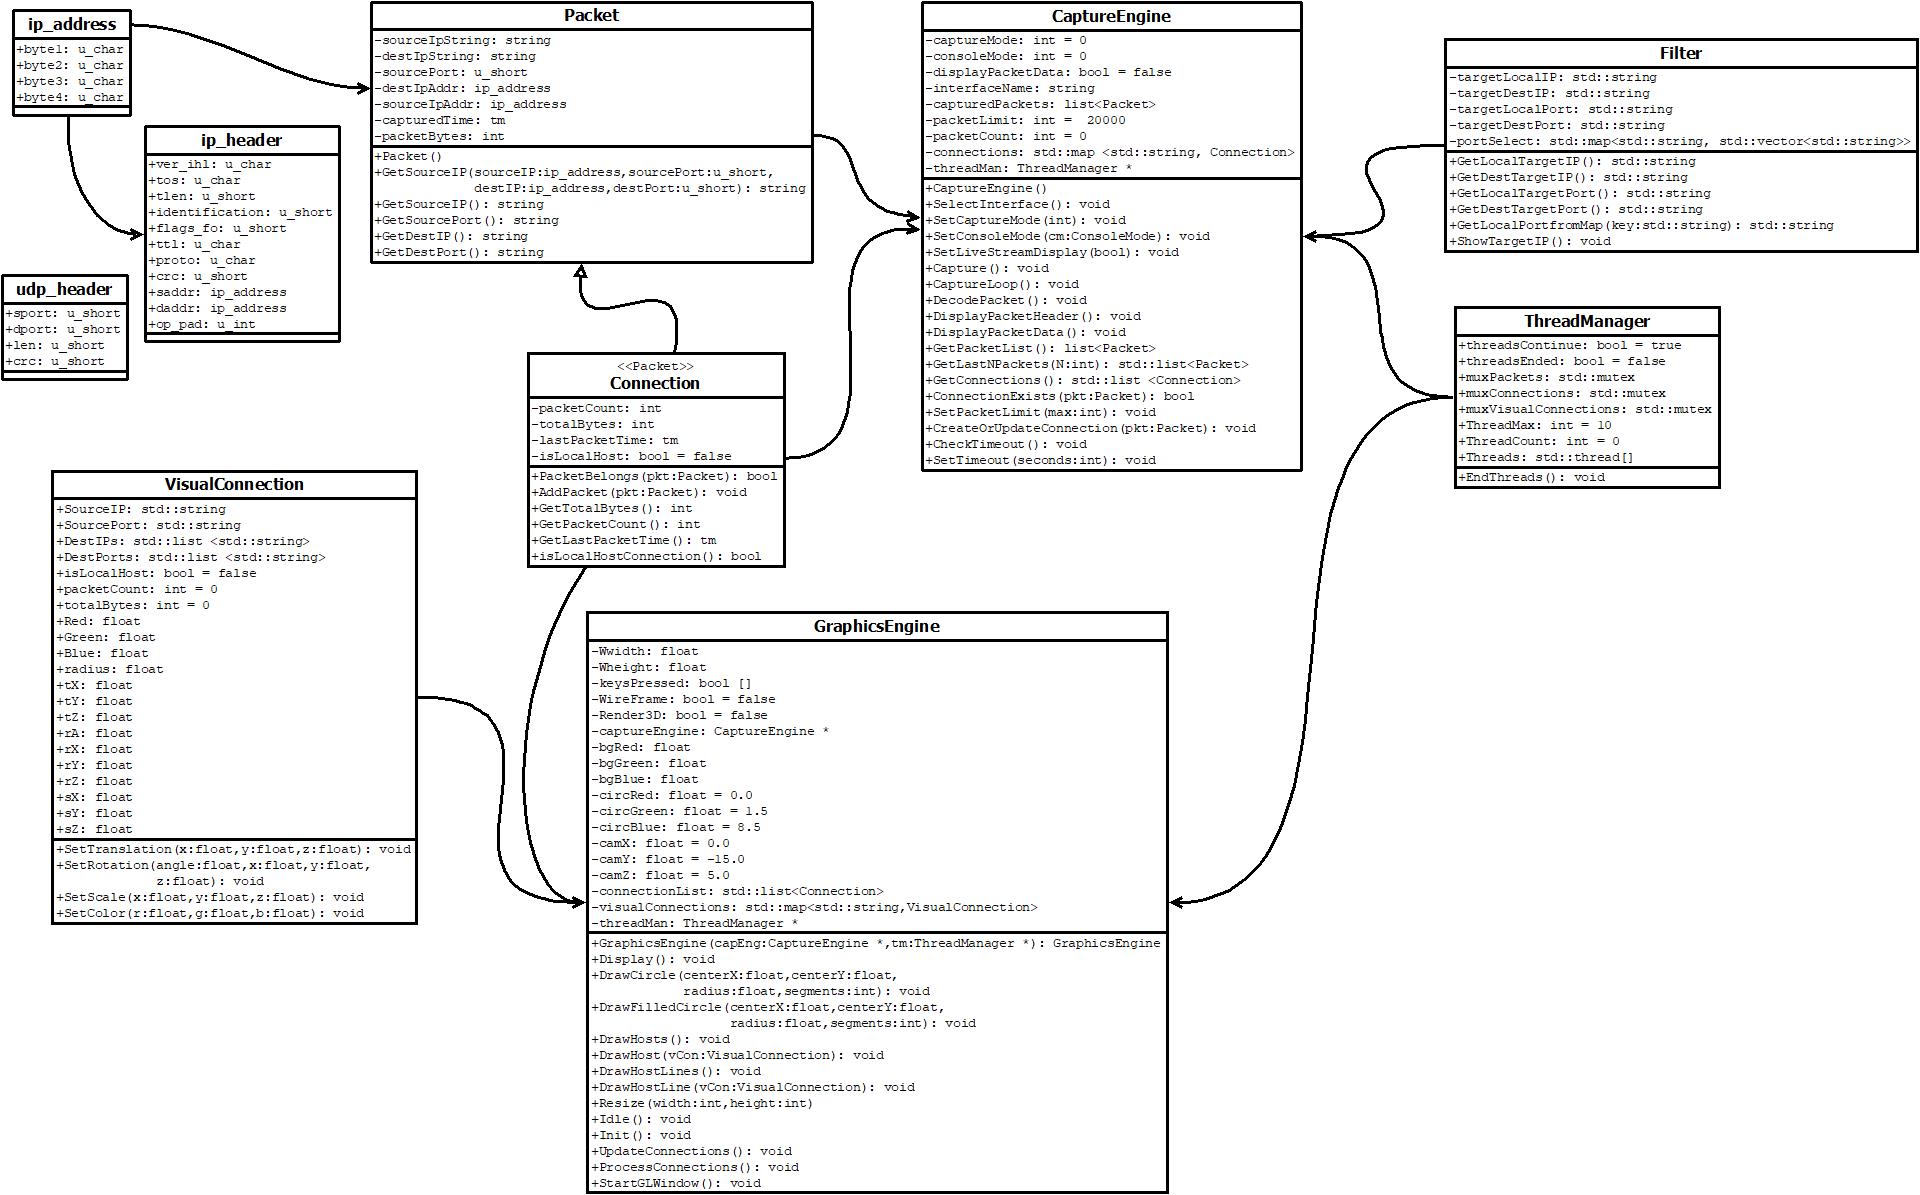 ip_address
+byte1: u_char
+byte2: u_char
+byte3: u_char
+byte4: u_char
ip_header
+ver_ihl: u_char
+tos: u_char
+tlen: u_short
+identification: u_short
+flags_fo: u_short
+ttl: u_char
+proto: u_char
+crc: u_short
+saddr: ip_address
+daddr: ip_address
+op_pad: u_int
udp_header
+sport: u_short
+dport: u_short
+len: u_short
+crc: u_short
Packet
-sourceIpString: string
-destIpString: string
-sourcePort: u_short
-destIpAddr: ip_address
-sourceIpAddr: ip_address
-capturedTime: tm
-packetBytes: int
+Packet()
+GetSourceIP(sourceIP:ip_address,sourcePort:u_short,
destIP:ip_address,destPort:u_short): string
+GetSourceIP(): string
+GetSourcePort(): string
+GetDestIP(): string
+GetDestPort(): string
CaptureEngine
-captureMode: int = 0
-consoleMode: int = 0
-displayPacketData: bool = false
-interfaceName: string
-capturedPackets: list<Packet>
-packetLimit: int =  20000
-packetCount: int = 0
-connections: std::map <std::string, Connection>
-threadMan: ThreadManager *
+CaptureEngine()
+SelectInterface(): void
+SetCaptureMode(int): void
+SetConsoleMode(cm:ConsoleMode): void
+SetLiveStreamDisplay(bool): void
+Capture(): void
+CaptureLoop(): void
+DecodePacket(): void
+DisplayPacketHeader(): void
+DisplayPacketData(): void
+GetPacketList(): list<Packet>
+GetLastNPackets(N:int): std::list<Packet>
+GetConnections(): std::list <Connection>
+ConnectionExists(pkt:Packet): bool
+SetPacketLimit(max:int): void
+CreateOrUpdateConnection(pkt:Packet): void
+CheckTimeout(): void
+SetTimeout(seconds:int): void
Filter
-targetLocalIP: std::string
-targetDestIP: std::string
-targetLocalPort: std::string
-targetDestPort: std::string
-portSelect: std::map<std::string, std::vector<std::string>>
+GetLocalTargetIP(): std::string
+GetDestTargetIP(): std::string
+GetLocalTargetPort(): std::string
+GetDestTargetPort(): std::string
+GetLocalPortfromMap(key:std::string): std::string
+ShowTargetIP(): void
ThreadManager
+threadsContinue: bool = true
+threadsEnded: bool = false
+muxPackets: std::mutex
+muxConnections: std::mutex
+muxVisualConnections: std::mutex
+ThreadMax: int = 10
+ThreadCount: int = 0
+Threads: std::thread[]
+EndThreads(): void
<<Packet>>
Connection
-packetCount: int
-totalBytes: int
-lastPacketTime: tm
-isLocalHost: bool = false
+PacketBelongs(pkt:Packet): bool
+AddPacket(pkt:Packet): void
+GetTotalBytes(): int
+GetPacketCount(): int
+GetLastPacketTime(): tm
+isLocalHostConnection(): bool
VisualConnection
+SourceIP: std::string
+SourcePort: std::string
+DestIPs: std::list <std::string>
+DestPorts: std::list <std::string>
+isLocalHost: bool = false
+packetCount: int = 0
+totalBytes: int = 0
+Red: float
+Green: float
+Blue: float
+radius: float
+tX: float
+tY: float
+tZ: float
+rA: float
+rX: float
+rY: float
+rZ: float
+sX: float
+sY: float
+sZ: float
+SetTranslation(x:float,y:float,z:float): void
+SetRotation(angle:float,x:float,y:float,
z:float): void
+SetScale(x:float,y:float,z:float): void
+SetColor(r:float,g:float,b:float): void
GraphicsEngine
-Wwidth: float
-Wheight: float
-keysPressed: bool []
-WireFrame: bool = false
-Render3D: bool = false
-captureEngine: CaptureEngine *
-bgRed: float
-bgGreen: float
-bgBlue: float
-circRed: float = 0.0
-circGreen: float = 1.5
-circBlue: float = 8.5
-camX: float = 0.0
-camY: float = -15.0
-camZ: float = 5.0
-connectionList: std::list<Connection>
-visualConnections: std::map<std::string,VisualConnection>
-threadMan: ThreadManager *
+GraphicsEngine(capEng:CaptureEngine *,tm:ThreadManager *): GraphicsEngine
+Display(): void
+DrawCircle(centerX:float,centerY:float,
radius:float,segments:int): void
+DrawFilledCircle(centerX:float,centerY:float,
radius:float,segments:int): void
+DrawHosts(): void
+DrawHost(vCon:VisualConnection): void
+DrawHostLines(): void
+DrawHostLine(vCon:VisualConnection): void
+Resize(width:int,height:int)
+Idle(): void
+Init(): void
+UpdateConnections(): void
+ProcessConnections(): void
+StartGLWindow(): void